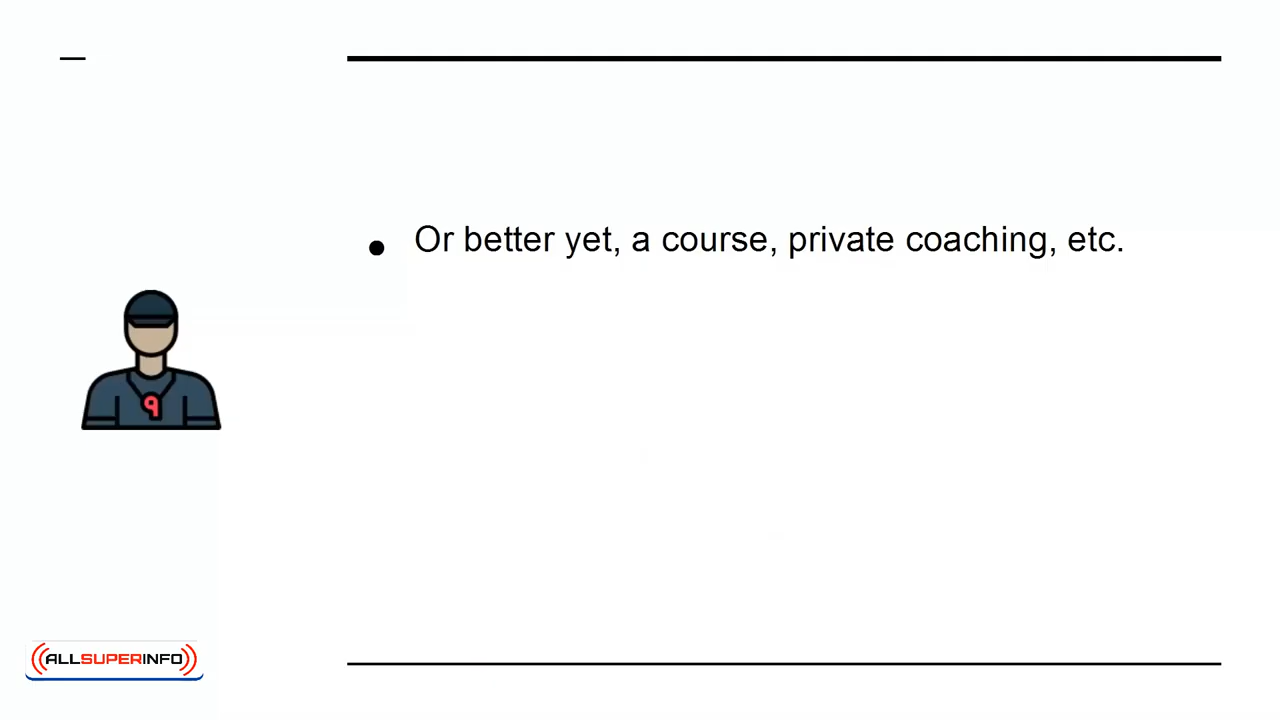 Or better yet, a course, private coaching, etc.
ALLSUPERINFO